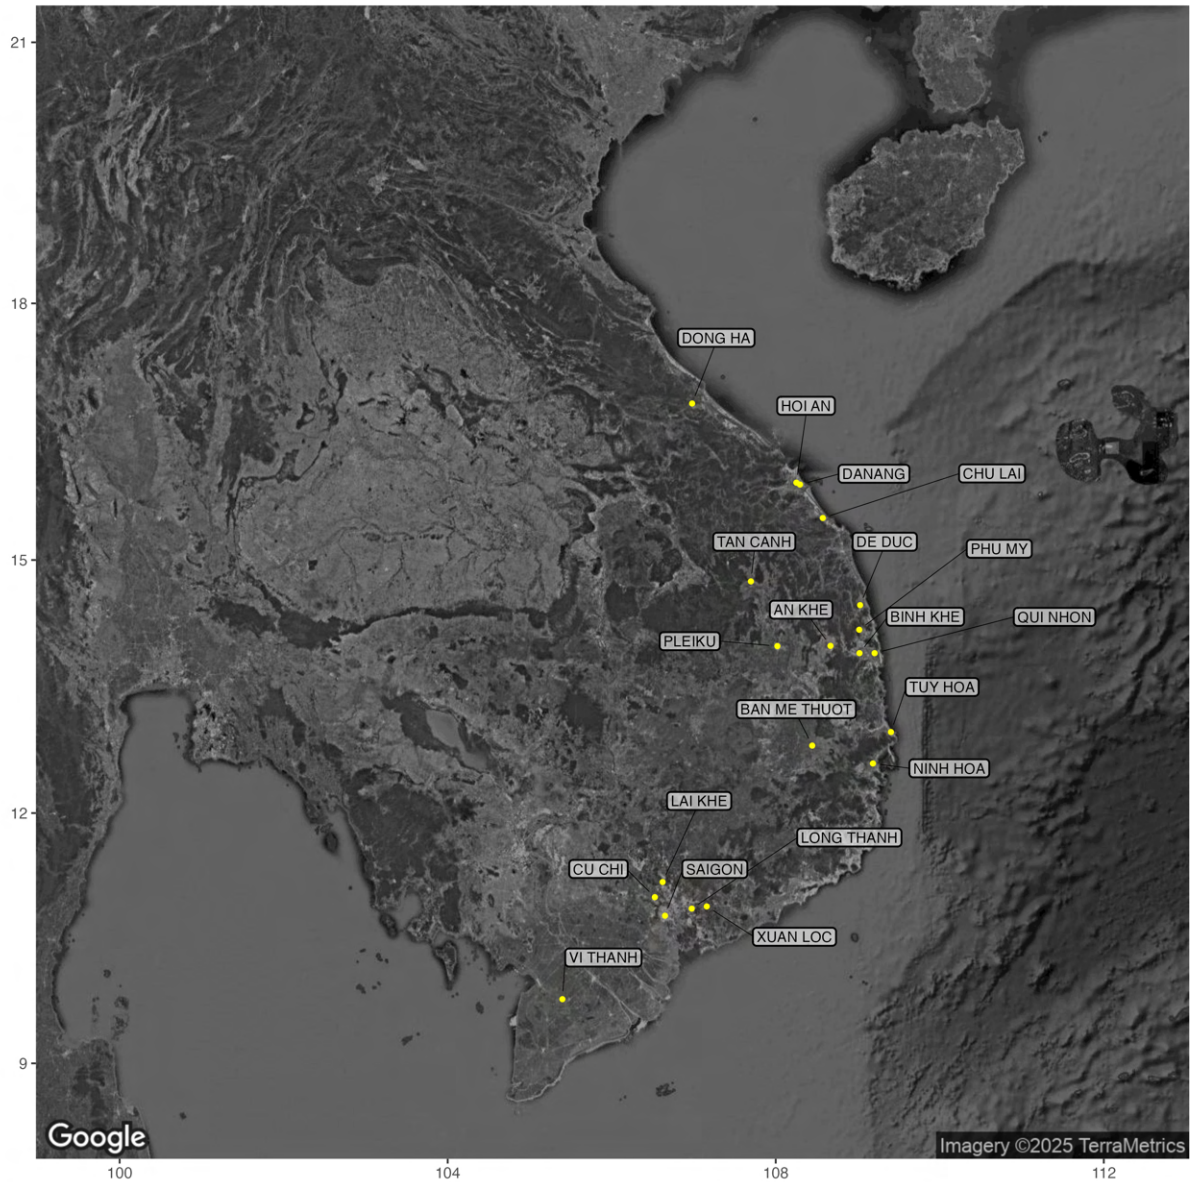 21
18
DONG HA
HOI AN
DANANG
CHU LAI
TAN CANH
DE DUC
PHU MY
15
AN KHE
BINH KHE
QUI NHON
PLEIKU
TUY HOA
BAN ME THUOT
NINH HOA
12
LAI KHE
LONG THANH
CU CHI
SAIGON
XUAN LOC
VI THANH
9
Google
Imagery ©2025 TerraMetrics
100
104
108
112